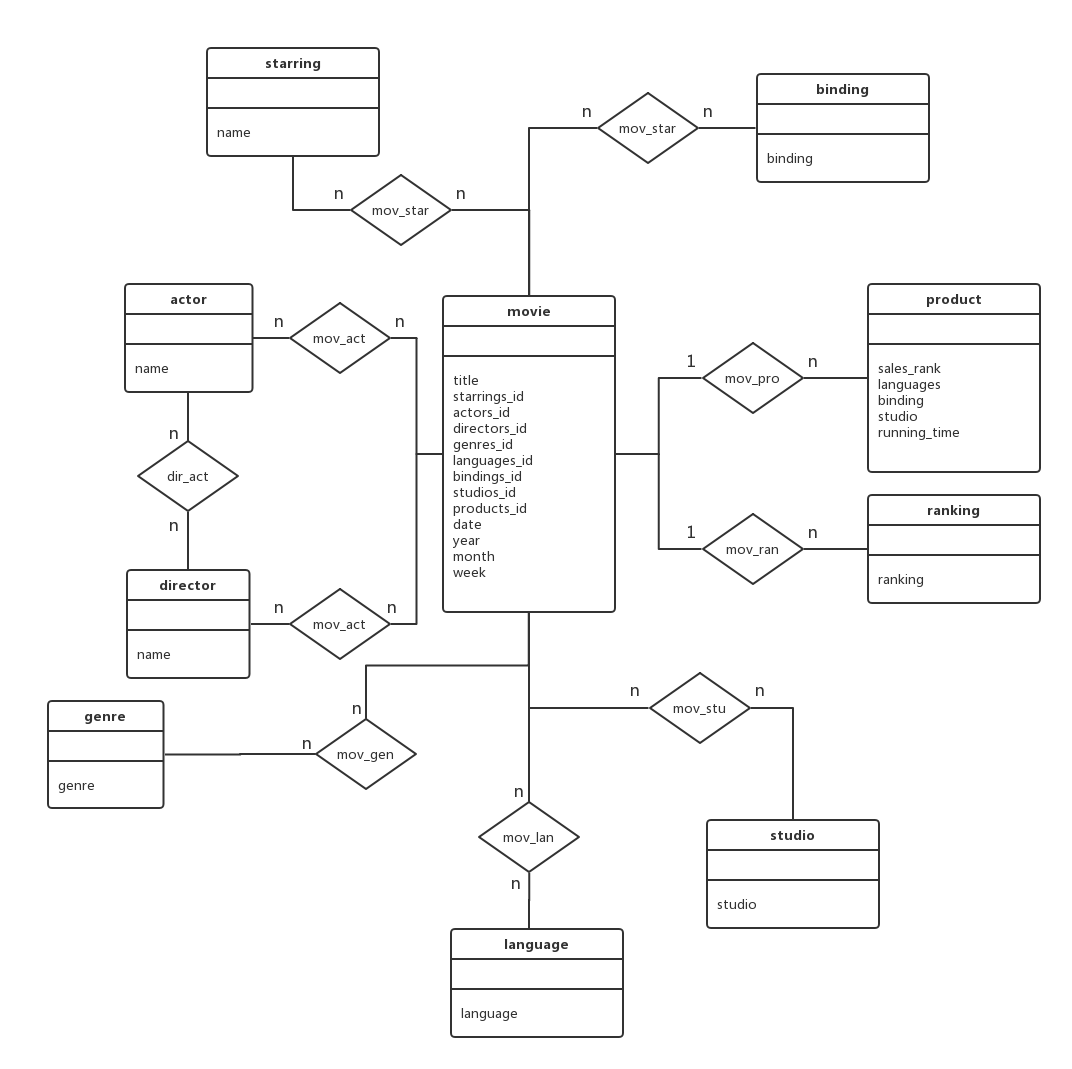 starring
name
n
mov_star
n
n
mov_star
n
binding
binding
actor
name
n
mov_act
n
n
dir_act
n
director
name
n
mov_act
n
movie
title
starrings_id
actors_id
directors_id
genres_id
languages_id
bindings_id
studios_id
products_id
date
year
month
week
1
mov_pro
n
product
sales_rank
languages
binding
studio
running_time
1
mov_ran
n
ranking
ranking
genre
genre
n
n
mov_gen
n
mov_stu
n
studio
studio
n
mov_lan
n
language
language